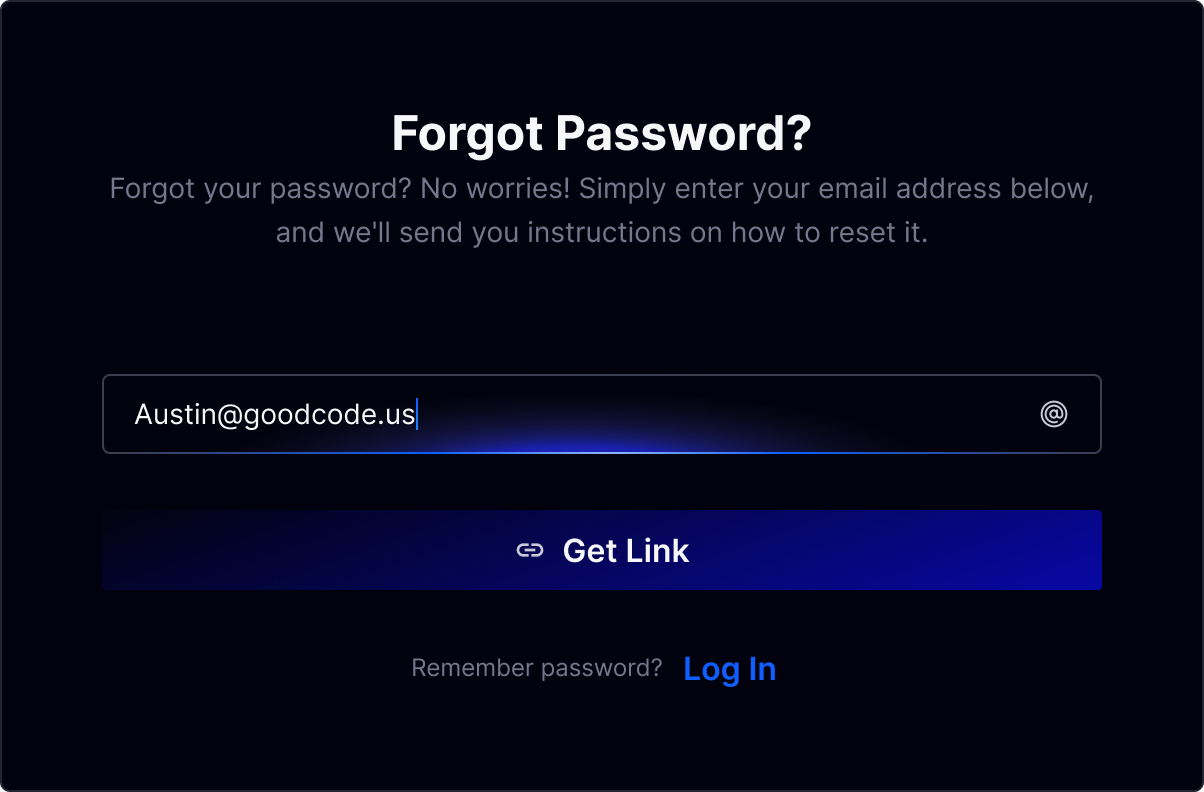 Forgot Password?
Forgot your password? No worries! Simply enter your email address below,
and we'll send you instructions on how to reset it.
Austin@goodcode.us
Get Link
Remember password? Log In